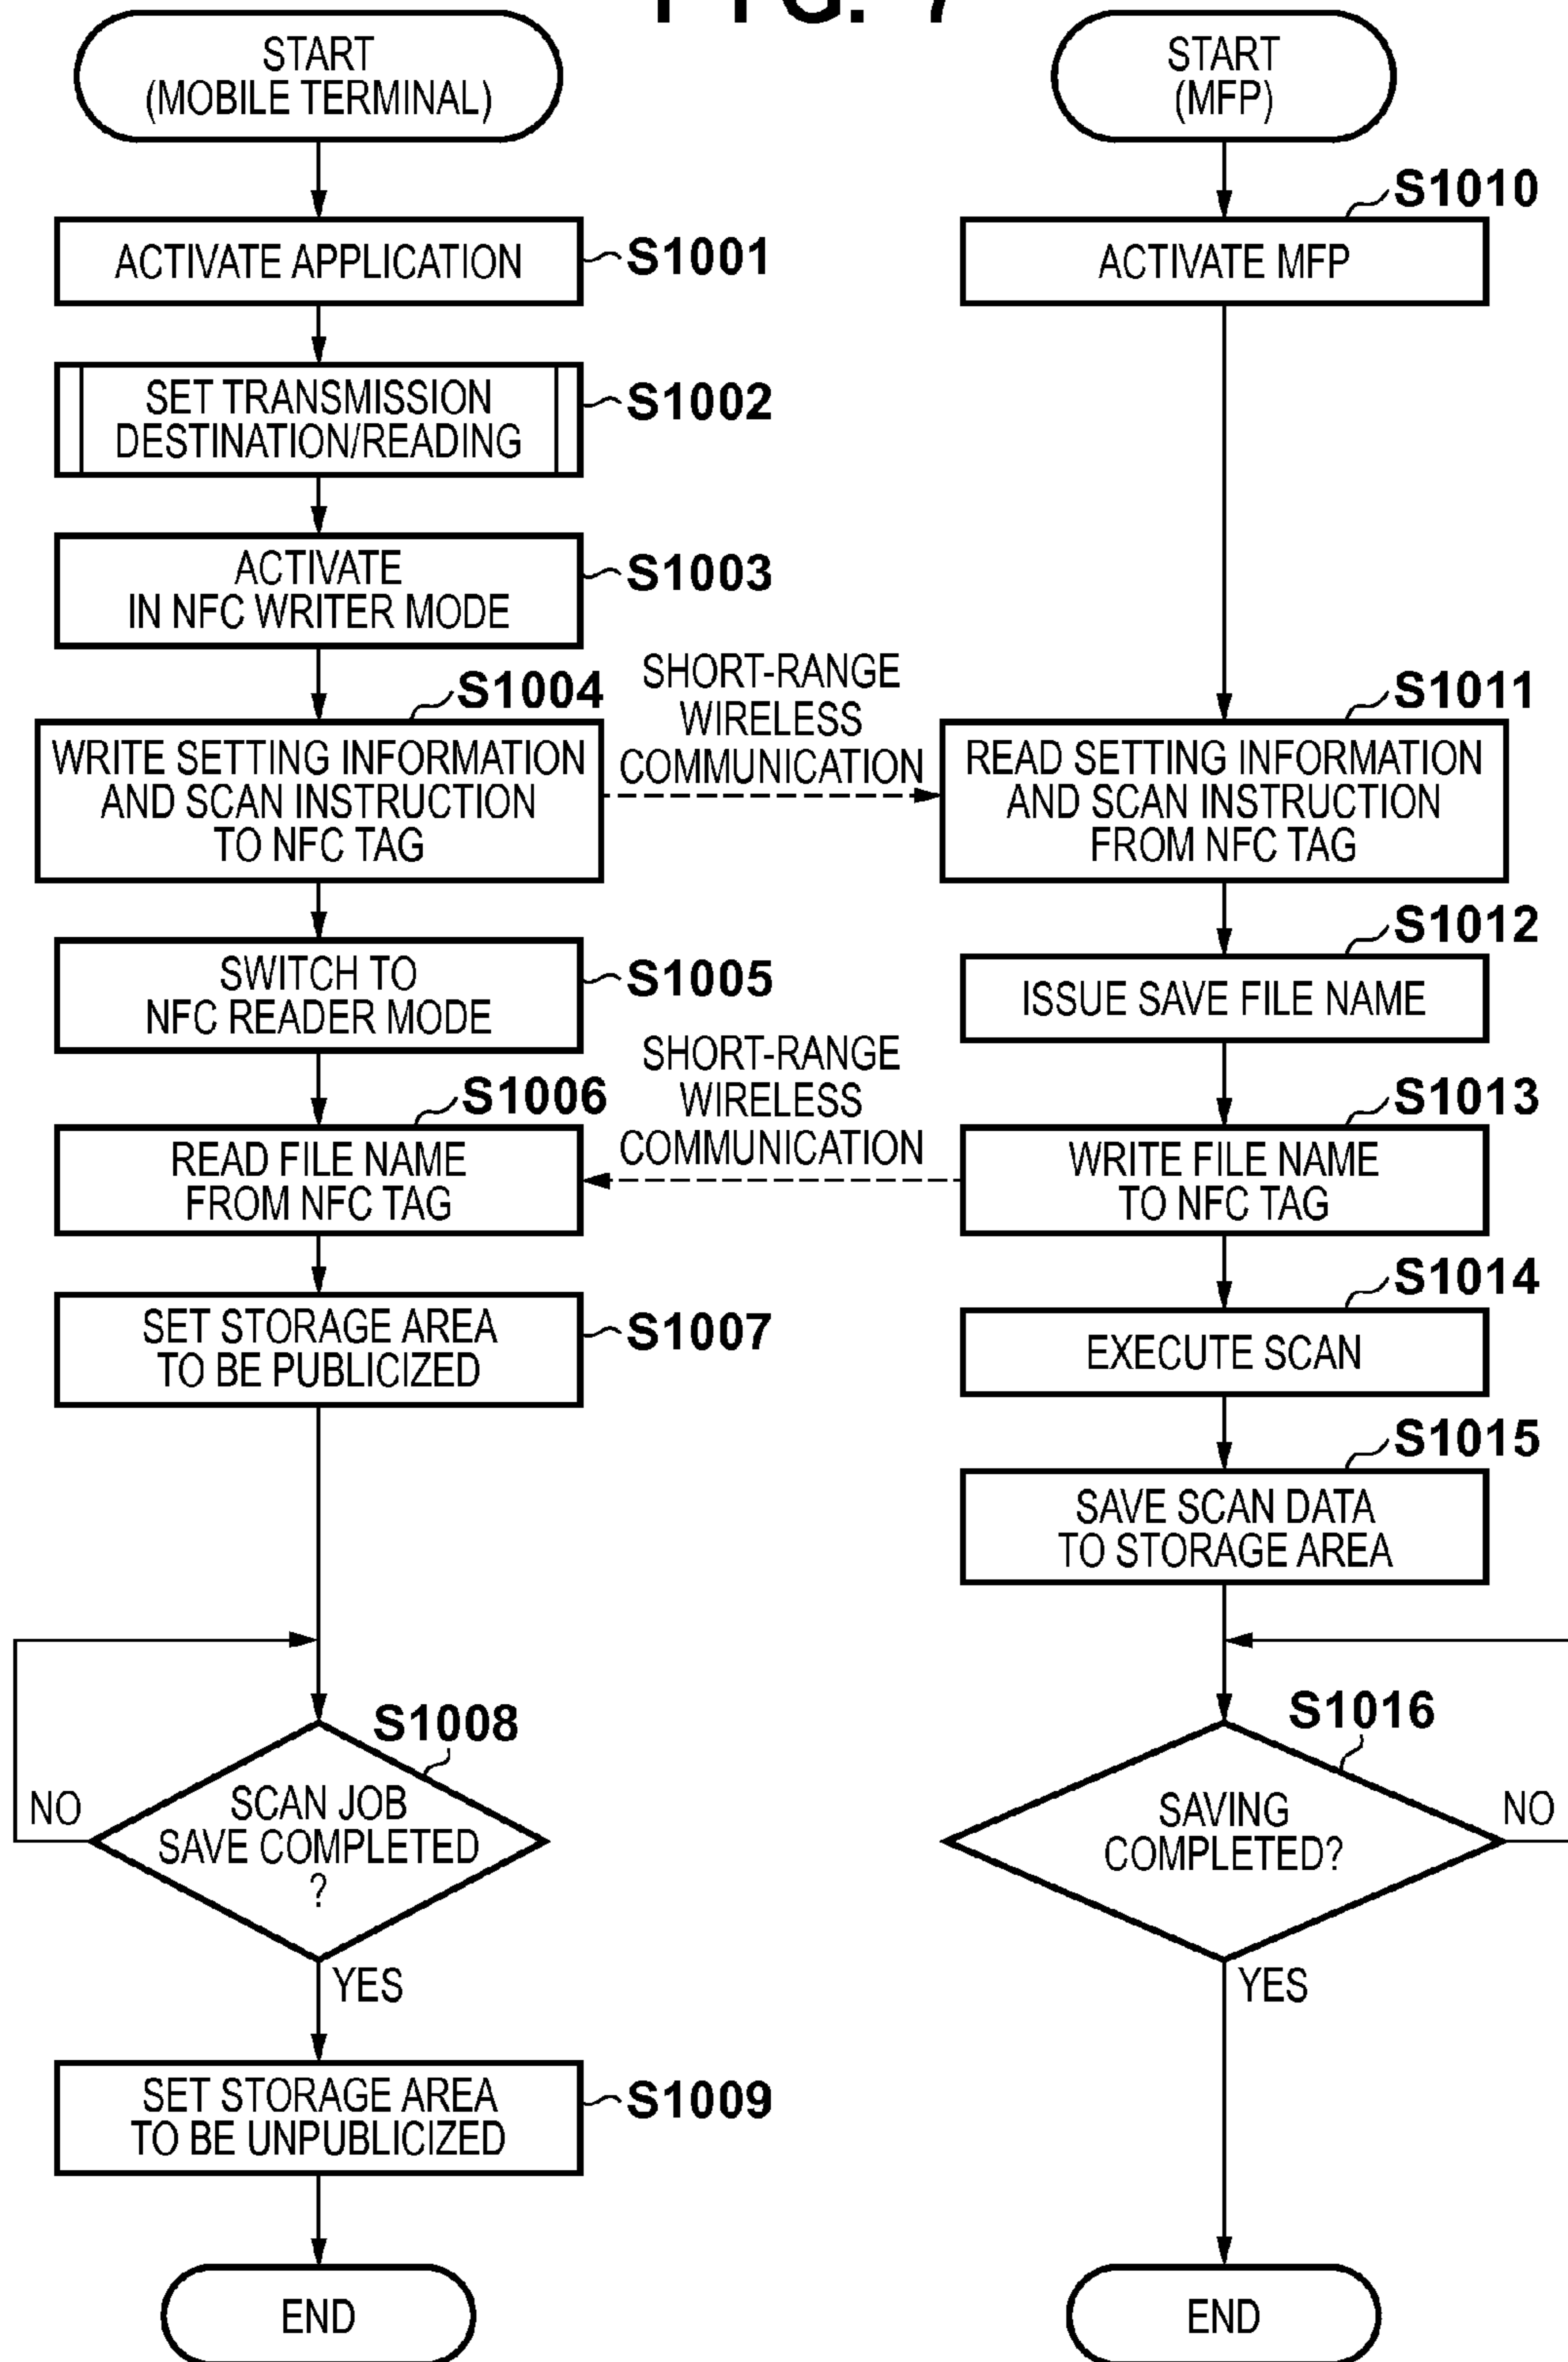 FIG. 7
START
(MOBILE TERMINAL)
ACTIVATE APPLICATION
S1001
SET TRANSMISSION
DESTINATION/READING
S1002
ACTIVATE
IN NFC WRITER MODE
S1003
S1004
WRITE SETTING INFORMATION
AND SCAN INSTRUCTION
TO NFC TAG
SHORT-RANGE
WIRELESS
COMMUNICATION
SWITCH TO
NFC READER MODE
S1005
SHORT-RANGE
WIRELESS
COMMUNICATION
S1006
READ FILE NAME
FROM NFC TAG
SET STORAGE AREA
TO BE PUBLICIZED
S1007
S1008
SCAN JOB
SAVE COMPLETED
?
NO
YES
SET STORAGE AREA
TO BE UNPUBLICIZED
S1009
END
START
(MFP)
S1010
ACTIVATE MFP
S1011
READ SETTING INFORMATION
AND SCAN INSTRUCTION
FROM NFC TAG
S1012
ISSUE SAVE FILE NAME
S1013
WRITE FILE NAME
TO NFC TAG
S1014
EXECUTE SCAN
S1015
SAVE SCAN DATA
TO STORAGE AREA
S1016
SAVING
COMPLETED?
NO
YES
END